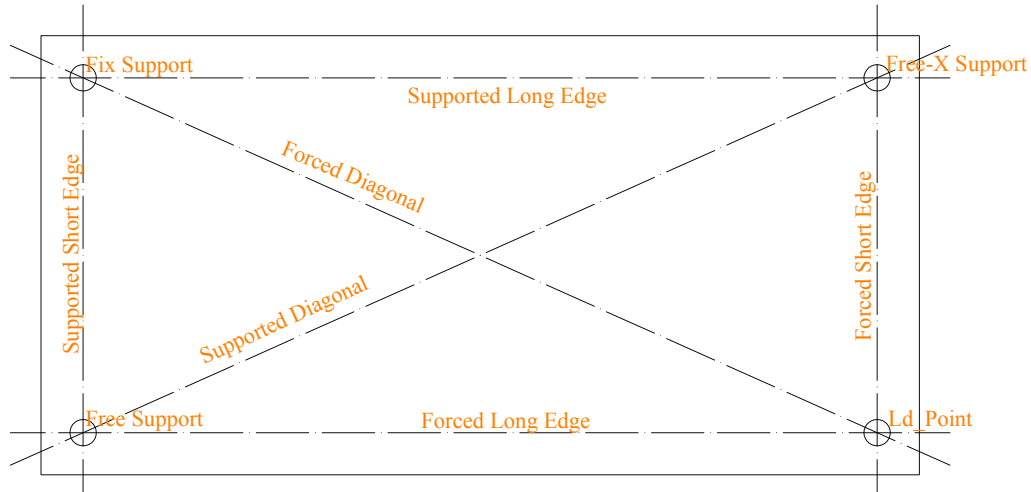 Fix Support
Free-X Support
Supported Long Edge
Forced Diagonal
Supported Short Edge
Forced Short Edge
Supported Diagonal
Free Support
Forced Long Edge
Ld_Point